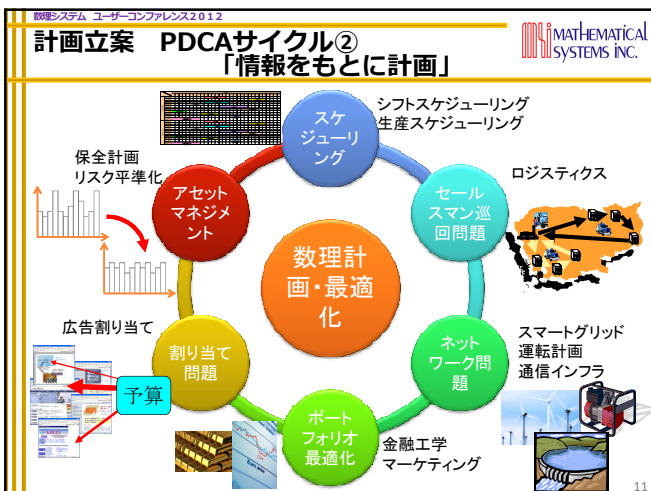 数理システム ユーザーコンファレンス2012
計画立案 PDCAサイクル②
「情報をもとに計画」
MATHEMATICAL
SYSTEMS INC.
スケ
ジューリ
ング
シフトスケジューリング
生産スケジューリング
保全計画
リスク平準化
アセット
マネジメ
ント
セール
スマン巡
回問題
ロジスティクス
数理計
画・最適
化
広告割り当て
予算
割り当て
問題
ネット
ワーク問
題
スマートグリッド
運転計画
通信インフラ
ポート
フォリオ
最適化
金融工学
マーケティング
11